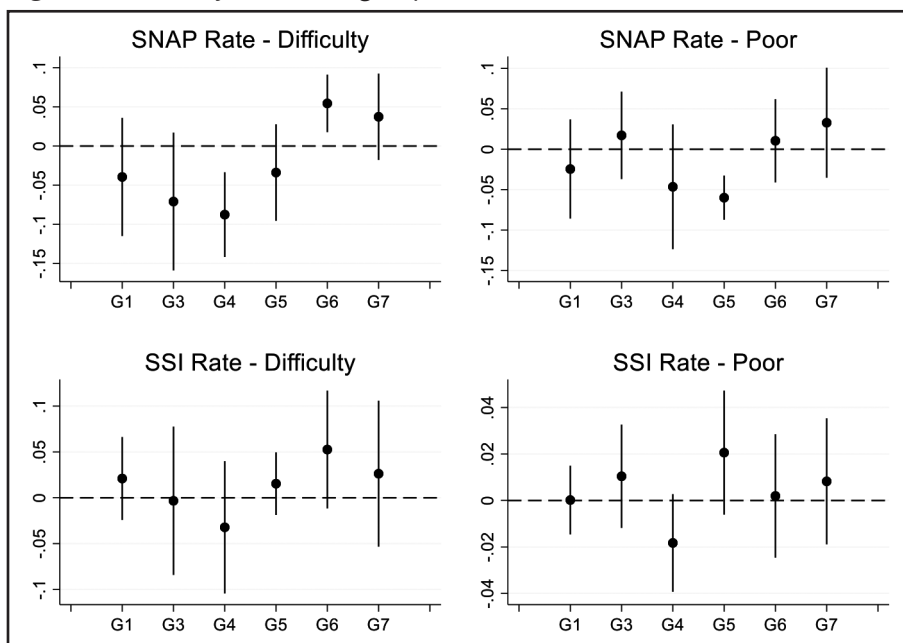 SNAP Rate - Difficulty
.1
.05
0
-.05
-.1
-.15
G1 G3 G4 G5 G6 G7
SNAP Rate - Poor
.1
.05
0
-.05
-.1
-.15
G1 G3 G4 G5 G6 G7
SSI Rate - Difficulty
.1
.05
0
-.05
-.1
G1 G3 G4 G5 G6 G7
SSI Rate - Poor
.04
.02
0
-.02
-.04
G1 G3 G4 G5 G6 G7